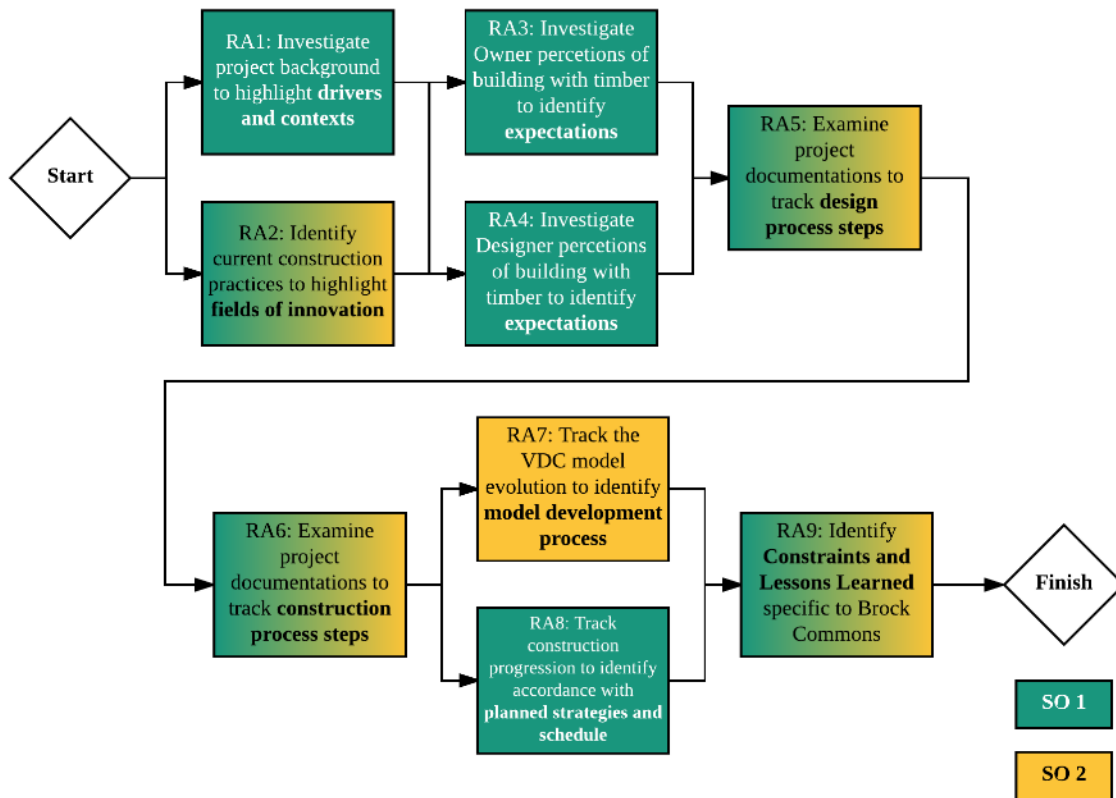 Start
RA1: Investigate
project background
to highlight drivers
and contexts
RA2: Identify
current construction
practices to highlight
fields of innovation
RA3: Investigate
Owner percetions of
building with timber
to identify
expectations
RA4: Investigate
Designer percetions
of building with
timber to identify
expectations
RA5: Examine
project
documentations to
track design
process steps
RA6: Examine
project
documentations to
track construction
process steps
RA7: Track the
VDC model
evolution to identify
model development
process
RA8: Track
construction
progression to identify
accordance with
planned strategies and
schedule
RA9: Identify
Constraints and
Lessons Learned
specific to Brock
Commons
Finish
SO 1
SO 2